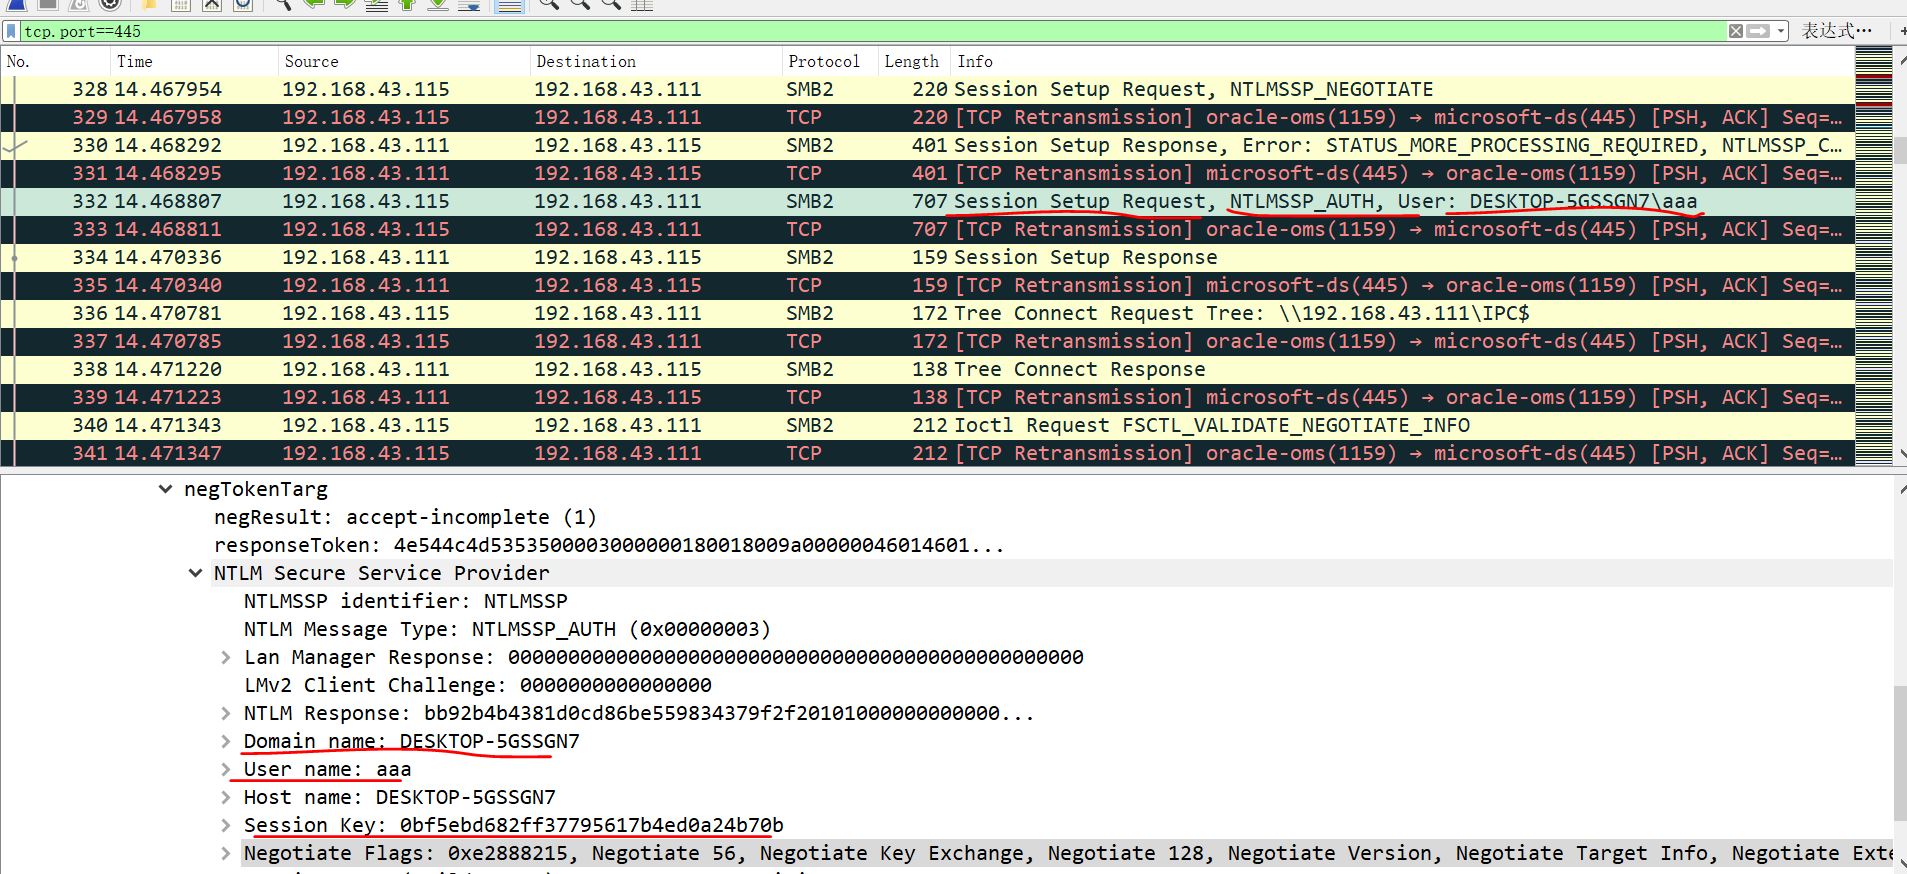 tcp.port==445 表达式…
No. Time Source Destination Protocol Length Info
328 14.467954 192.168.43.115 192.168.43.111 SMB2 220 Session Setup Request, NTLMSSP_NEGOTIATE
329 14.467958 192.168.43.115 192.168.43.111 TCP 220 [TCP Retransmission] oracle-oms(1159) → microsoft-ds(445) [PSH, ACK] Seq=…
330 14.468292 192.168.43.111 192.168.43.115 SMB2 401 Session Setup Response, Error: STATUS_MORE_PROCESSING_REQUIRED, NTLMSSP_C…
331 14.468295 192.168.43.111 192.168.43.115 TCP 401 [TCP Retransmission] microsoft-ds(445) → oracle-oms(1159) [PSH, ACK] Seq=…
332 14.468807 192.168.43.115 192.168.43.111 SMB2 707 Session Setup Request, NTLMSSP_AUTH, User: DESKTOP-5GSSGN7\aaa
333 14.468811 192.168.43.115 192.168.43.111 TCP 707 [TCP Retransmission] oracle-oms(1159) → microsoft-ds(445) [PSH, ACK] Seq=…
334 14.470336 192.168.43.111 192.168.43.115 SMB2 159 Session Setup Response
335 14.470340 192.168.43.111 192.168.43.115 TCP 159 [TCP Retransmission] microsoft-ds(445) → oracle-oms(1159) [PSH, ACK] Seq=…
336 14.470781 192.168.43.115 192.168.43.111 SMB2 172 Tree Connect Request Tree: \\192.168.43.111\IPC$
337 14.470785 192.168.43.115 192.168.43.111 TCP 172 [TCP Retransmission] oracle-oms(1159) → microsoft-ds(445) [PSH, ACK] Seq=…
338 14.471220 192.168.43.111 192.168.43.115 SMB2 138 Tree Connect Response
339 14.471223 192.168.43.111 192.168.43.115 TCP 138 [TCP Retransmission] microsoft-ds(445) → oracle-oms(1159) [PSH, ACK] Seq=…
340 14.471343 192.168.43.115 192.168.43.111 SMB2 212 Ioctl Request FSCTL_VALIDATE_NEGOTIATE_INFO
341 14.471347 192.168.43.115 192.168.43.111 TCP 212 [TCP Retransmission] oracle-oms(1159) → microsoft-ds(445) [PSH, ACK] Seq=…
negTokenTarg
negResult: accept-incomplete (1)
responseToken: 4e544c4d5353500003000000180018009a00000046014601...
NTLM Secure Service Provider
NTLMSSP identifier: NTLMSSP
NTLM Message Type: NTLMSSP_AUTH (0x00000003)
Lan Manager Response: 000000000000000000000000000000000000000000000000
LMv2 Client Challenge: 0000000000000000
NTLM Response: bb92b4b4381d0cd86be559834379f2f20101000000000000...
Domain name: DESKTOP-5GSSGN7
User name: aaa
Host name: DESKTOP-5GSSGN7
Session Key: 0bf5ebd682ff37795617b4ed0a24b70b
Negotiate Flags: 0xe2888215, Negotiate 56, Negotiate Key Exchange, Negotiate 128, Negotiate Version, Negotiate Target Info, Negotiate Exte